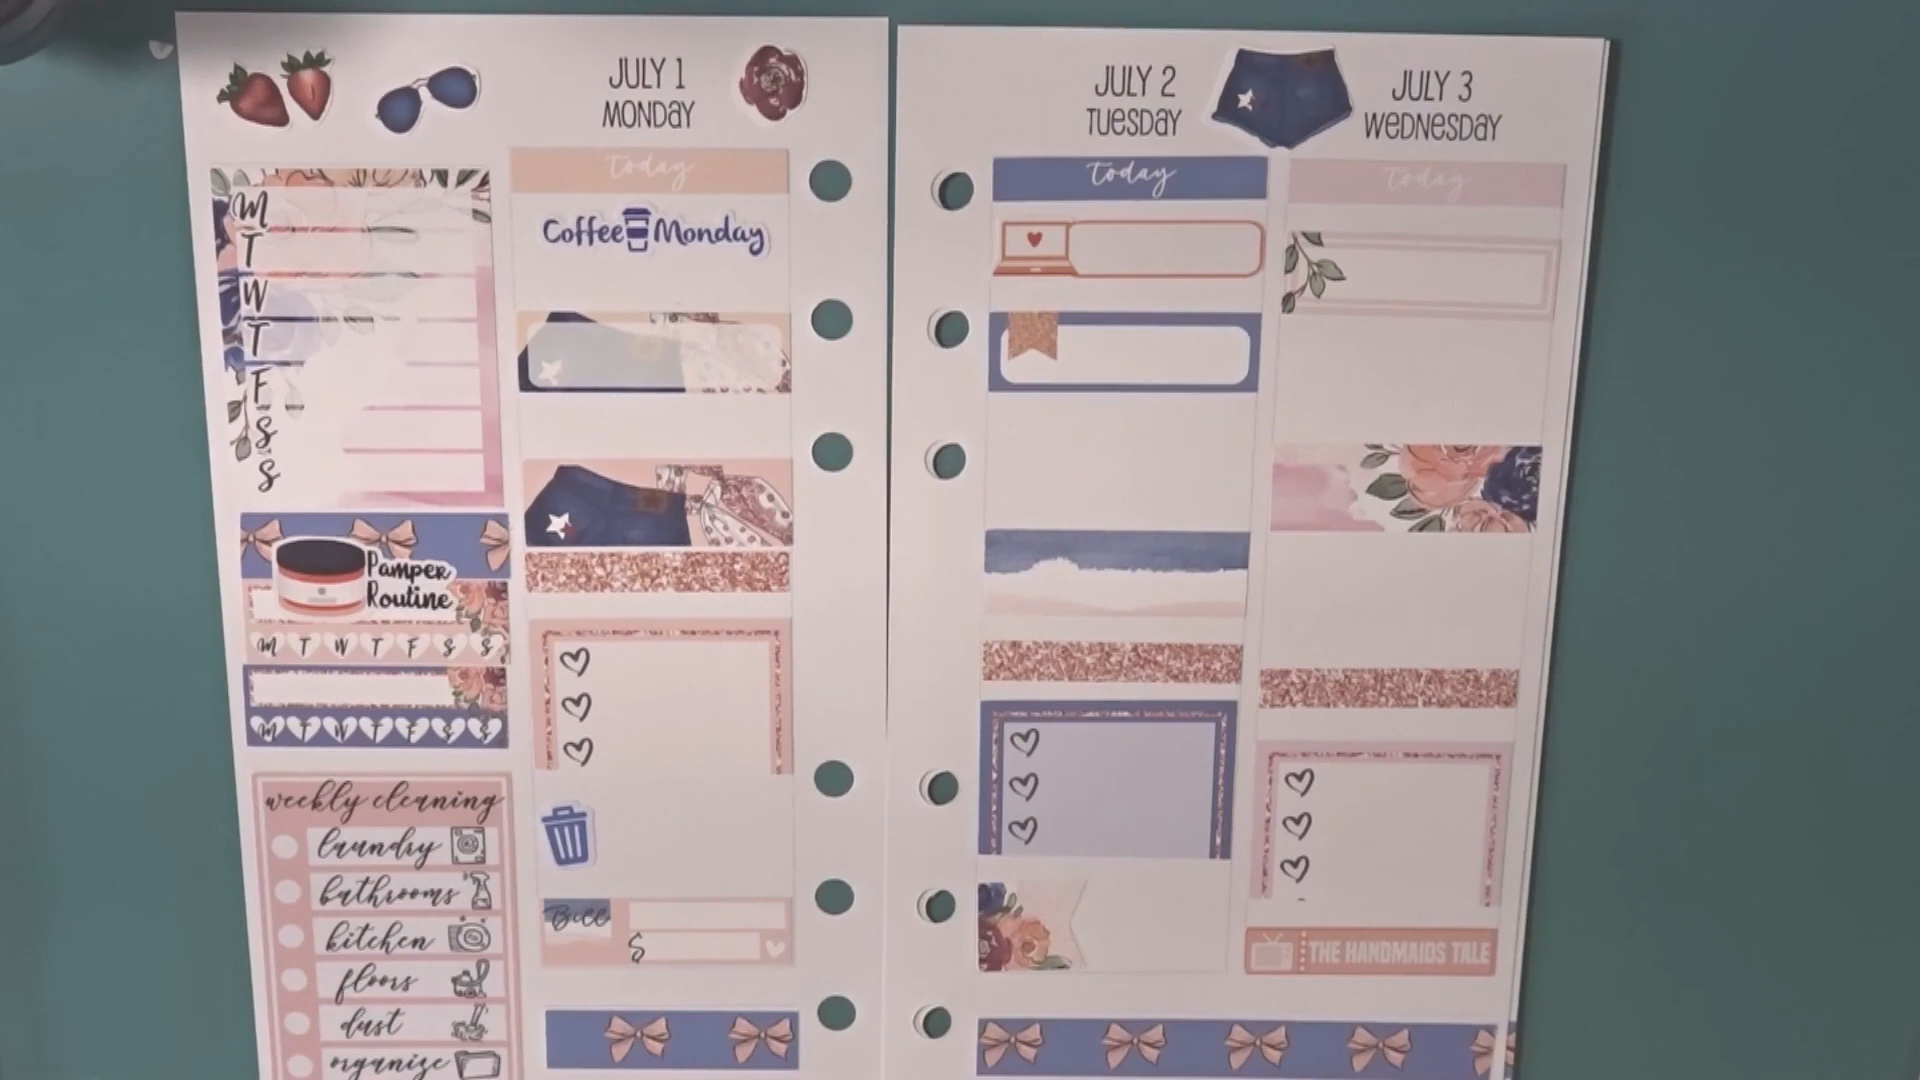 JULY 1
MONDAY
JULY 2
TUESDAY
JULY 3
WEDNESDAY
M
T
W
T
F
S
S
Pamper
Routine
M T W T F S S
M T W T F S S
weekly cleaning
laundry
bathrooms
kitchen
floors
dust
organize
today
Coffee Monday
Bill
$
today
today
THE HANDMAIDS TALE